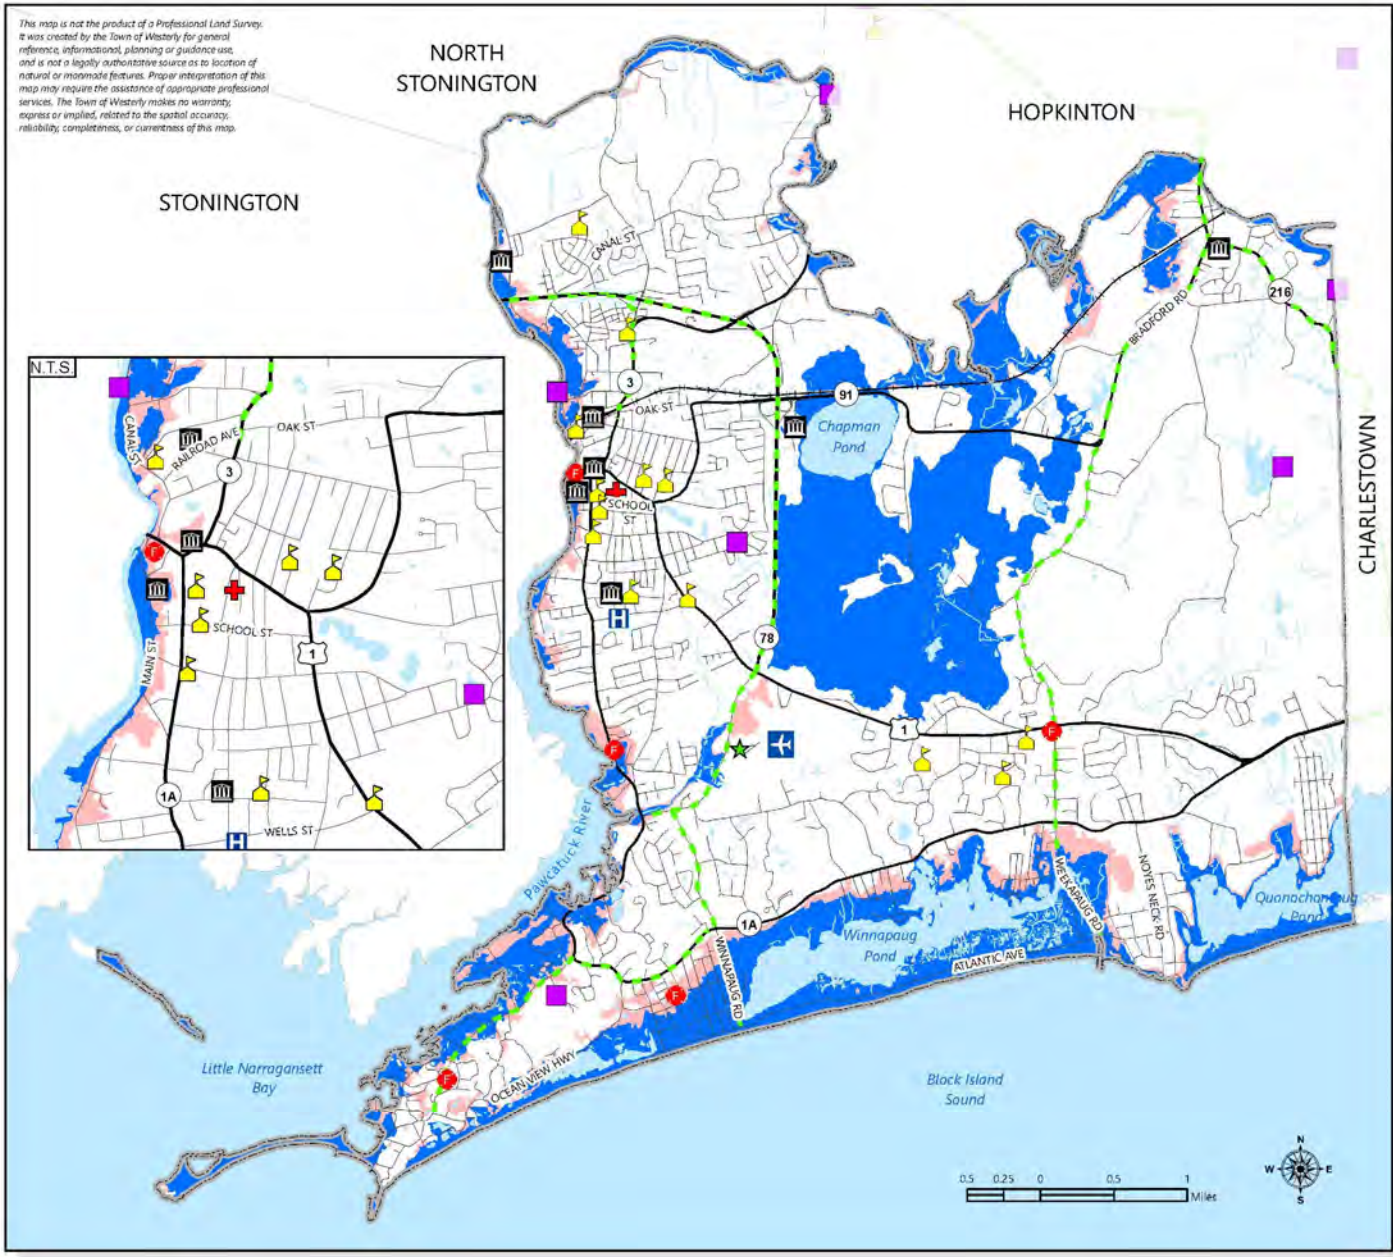 This map is not the product of a Professional Land Survey.
It was created by the Town of Westerly for general
reference, informational, planning or guidance use,
and is not a legally authoritative source as to location of
natural or manmade features. Proper interpretation of this
map may require the assistance of appropriate professional
services. The Town of Westerly makes no warranty,
express or implied, related to the spatial accuracy,
reliability, completeness, or currentness of this map.
NORTH
STONINGTON
HOPKINTON
STONINGTON
CANAL ST
216
BRADFORD RD
N.T.S.
3
91
OAK ST
Chapman
Pond
CHARLESTOWN
CANAL ST
RAILROAD AVE
OAK ST
3
F
SCHOOL
ST
F
SCHOOL ST
MAIN ST
1
H
78
1A
WELLS ST
H
F
1
F
Pawcatuck River
1A
Winnapaug
Pond
WINNAPAUG RD
ATLANTIC AVE
WEEKAPAUG RD
NOYES NECK RD
Quonochontaug
Pond
F
F
OCEAN VIEW HWY
Little Narragansett
Bay
Block Island
Sound
N
W
E
S
0.5 0.25 0 0.5 1
Miles